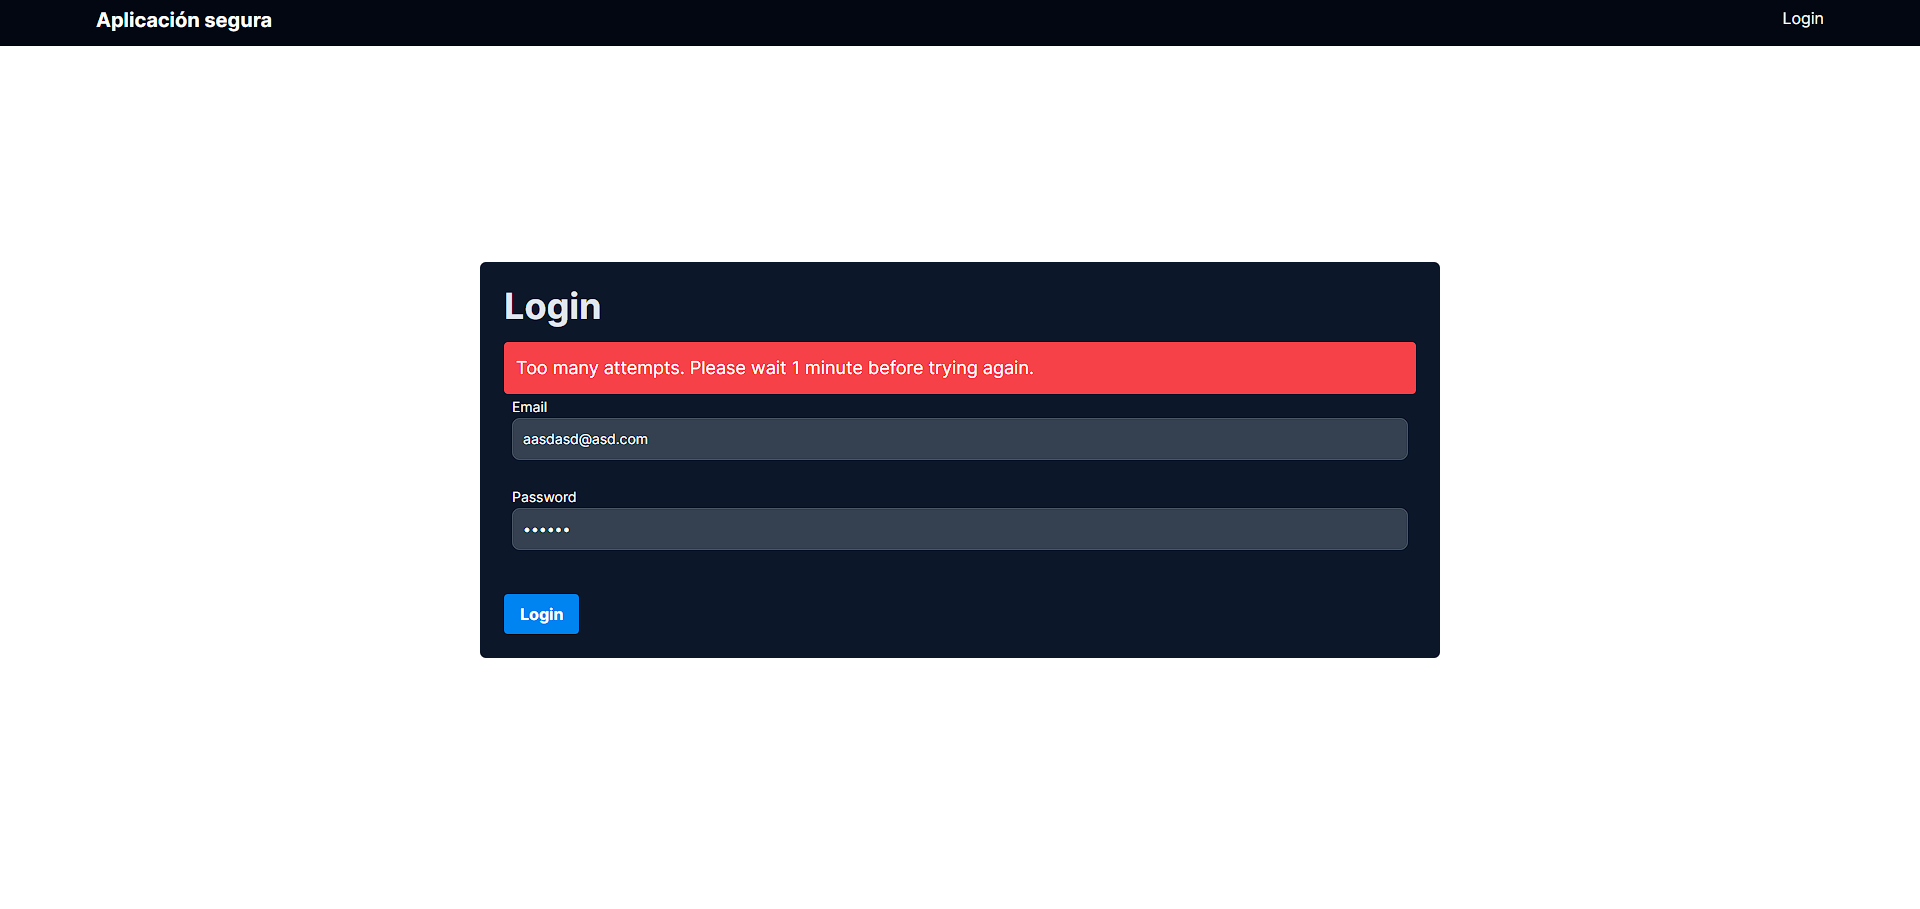 Aplicación segura
Login
Login
Too many attempts. Please wait 1 minute before trying again.
Email
aasdasd@asd.com
Password
••••••
Login